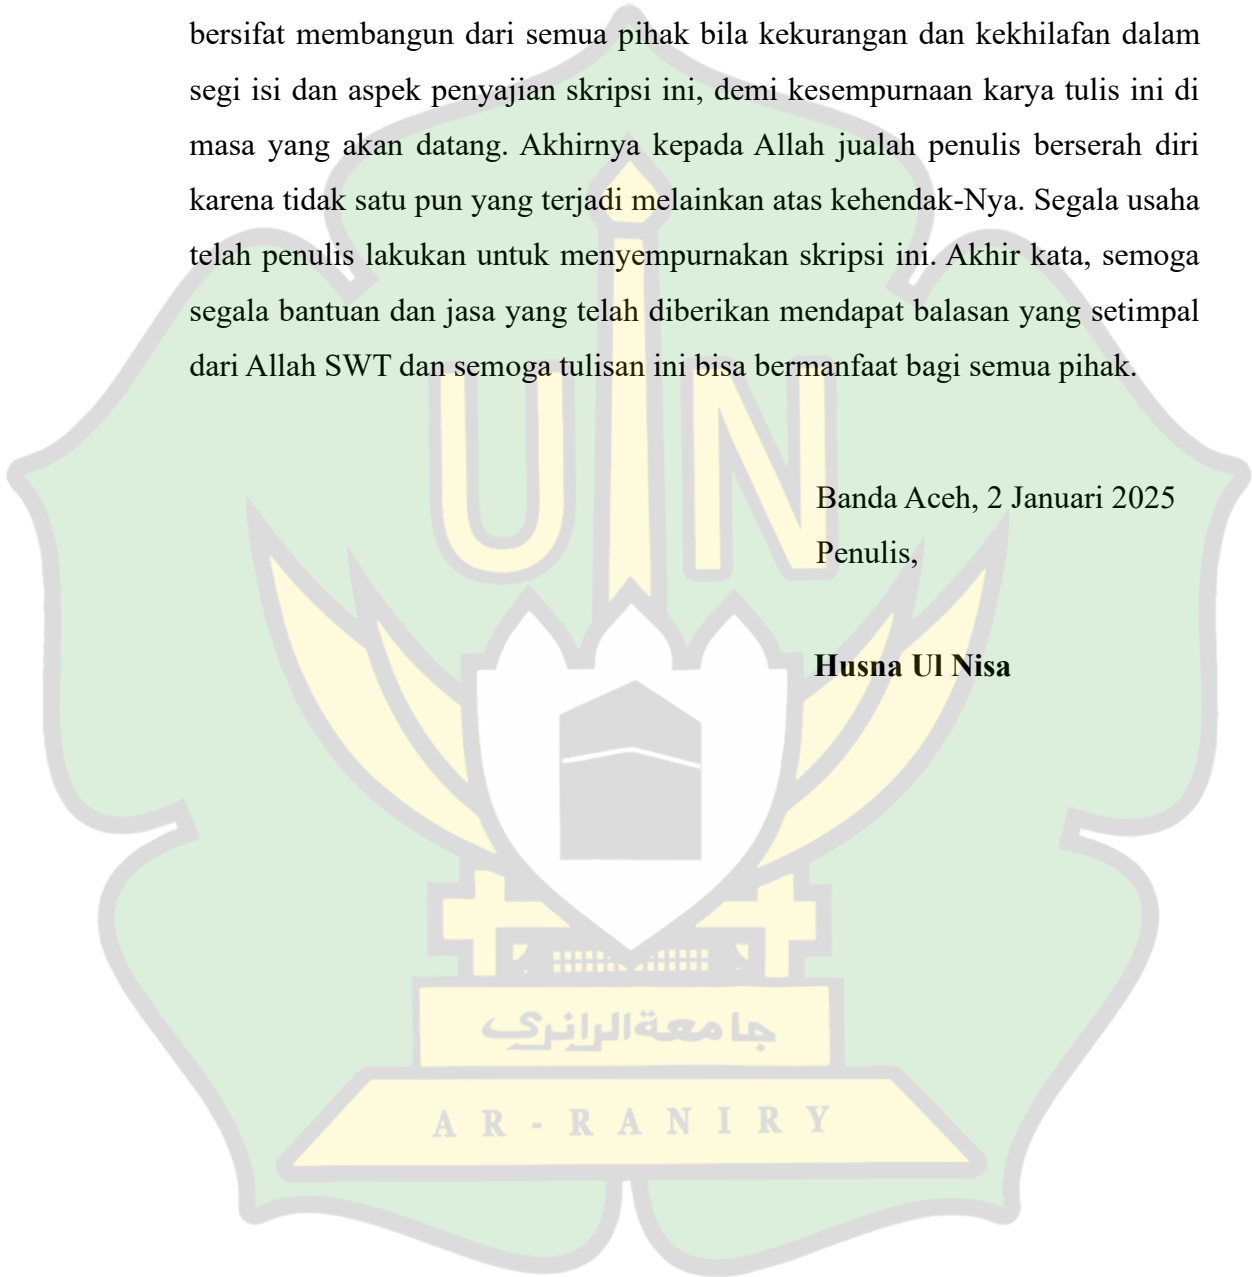 bersifat membangun dari semua pihak bila kekurangan dan kekhilafan dalam
segi isi dan aspek penyajian skripsi ini, demi kesempurnaan karya tulis ini di
masa yang akan datang. Akhirnya kepada Allah jualah penulis berserah diri
karena tidak satu pun yang terjadi melainkan atas kehendak-Nya. Segala usaha
telah penulis lakukan untuk menyempurnakan skripsi ini. Akhir kata, semoga
segala bantuan dan jasa yang telah diberikan mendapat balasan yang setimpal
dari Allah SWT dan semoga tulisan ini bisa bermanfaat bagi semua pihak.
UIN
Banda Aceh, 2 Januari 2025
Penulis,
Husna Ul Nisa
جامعةالرانرى
AR-RANIRY